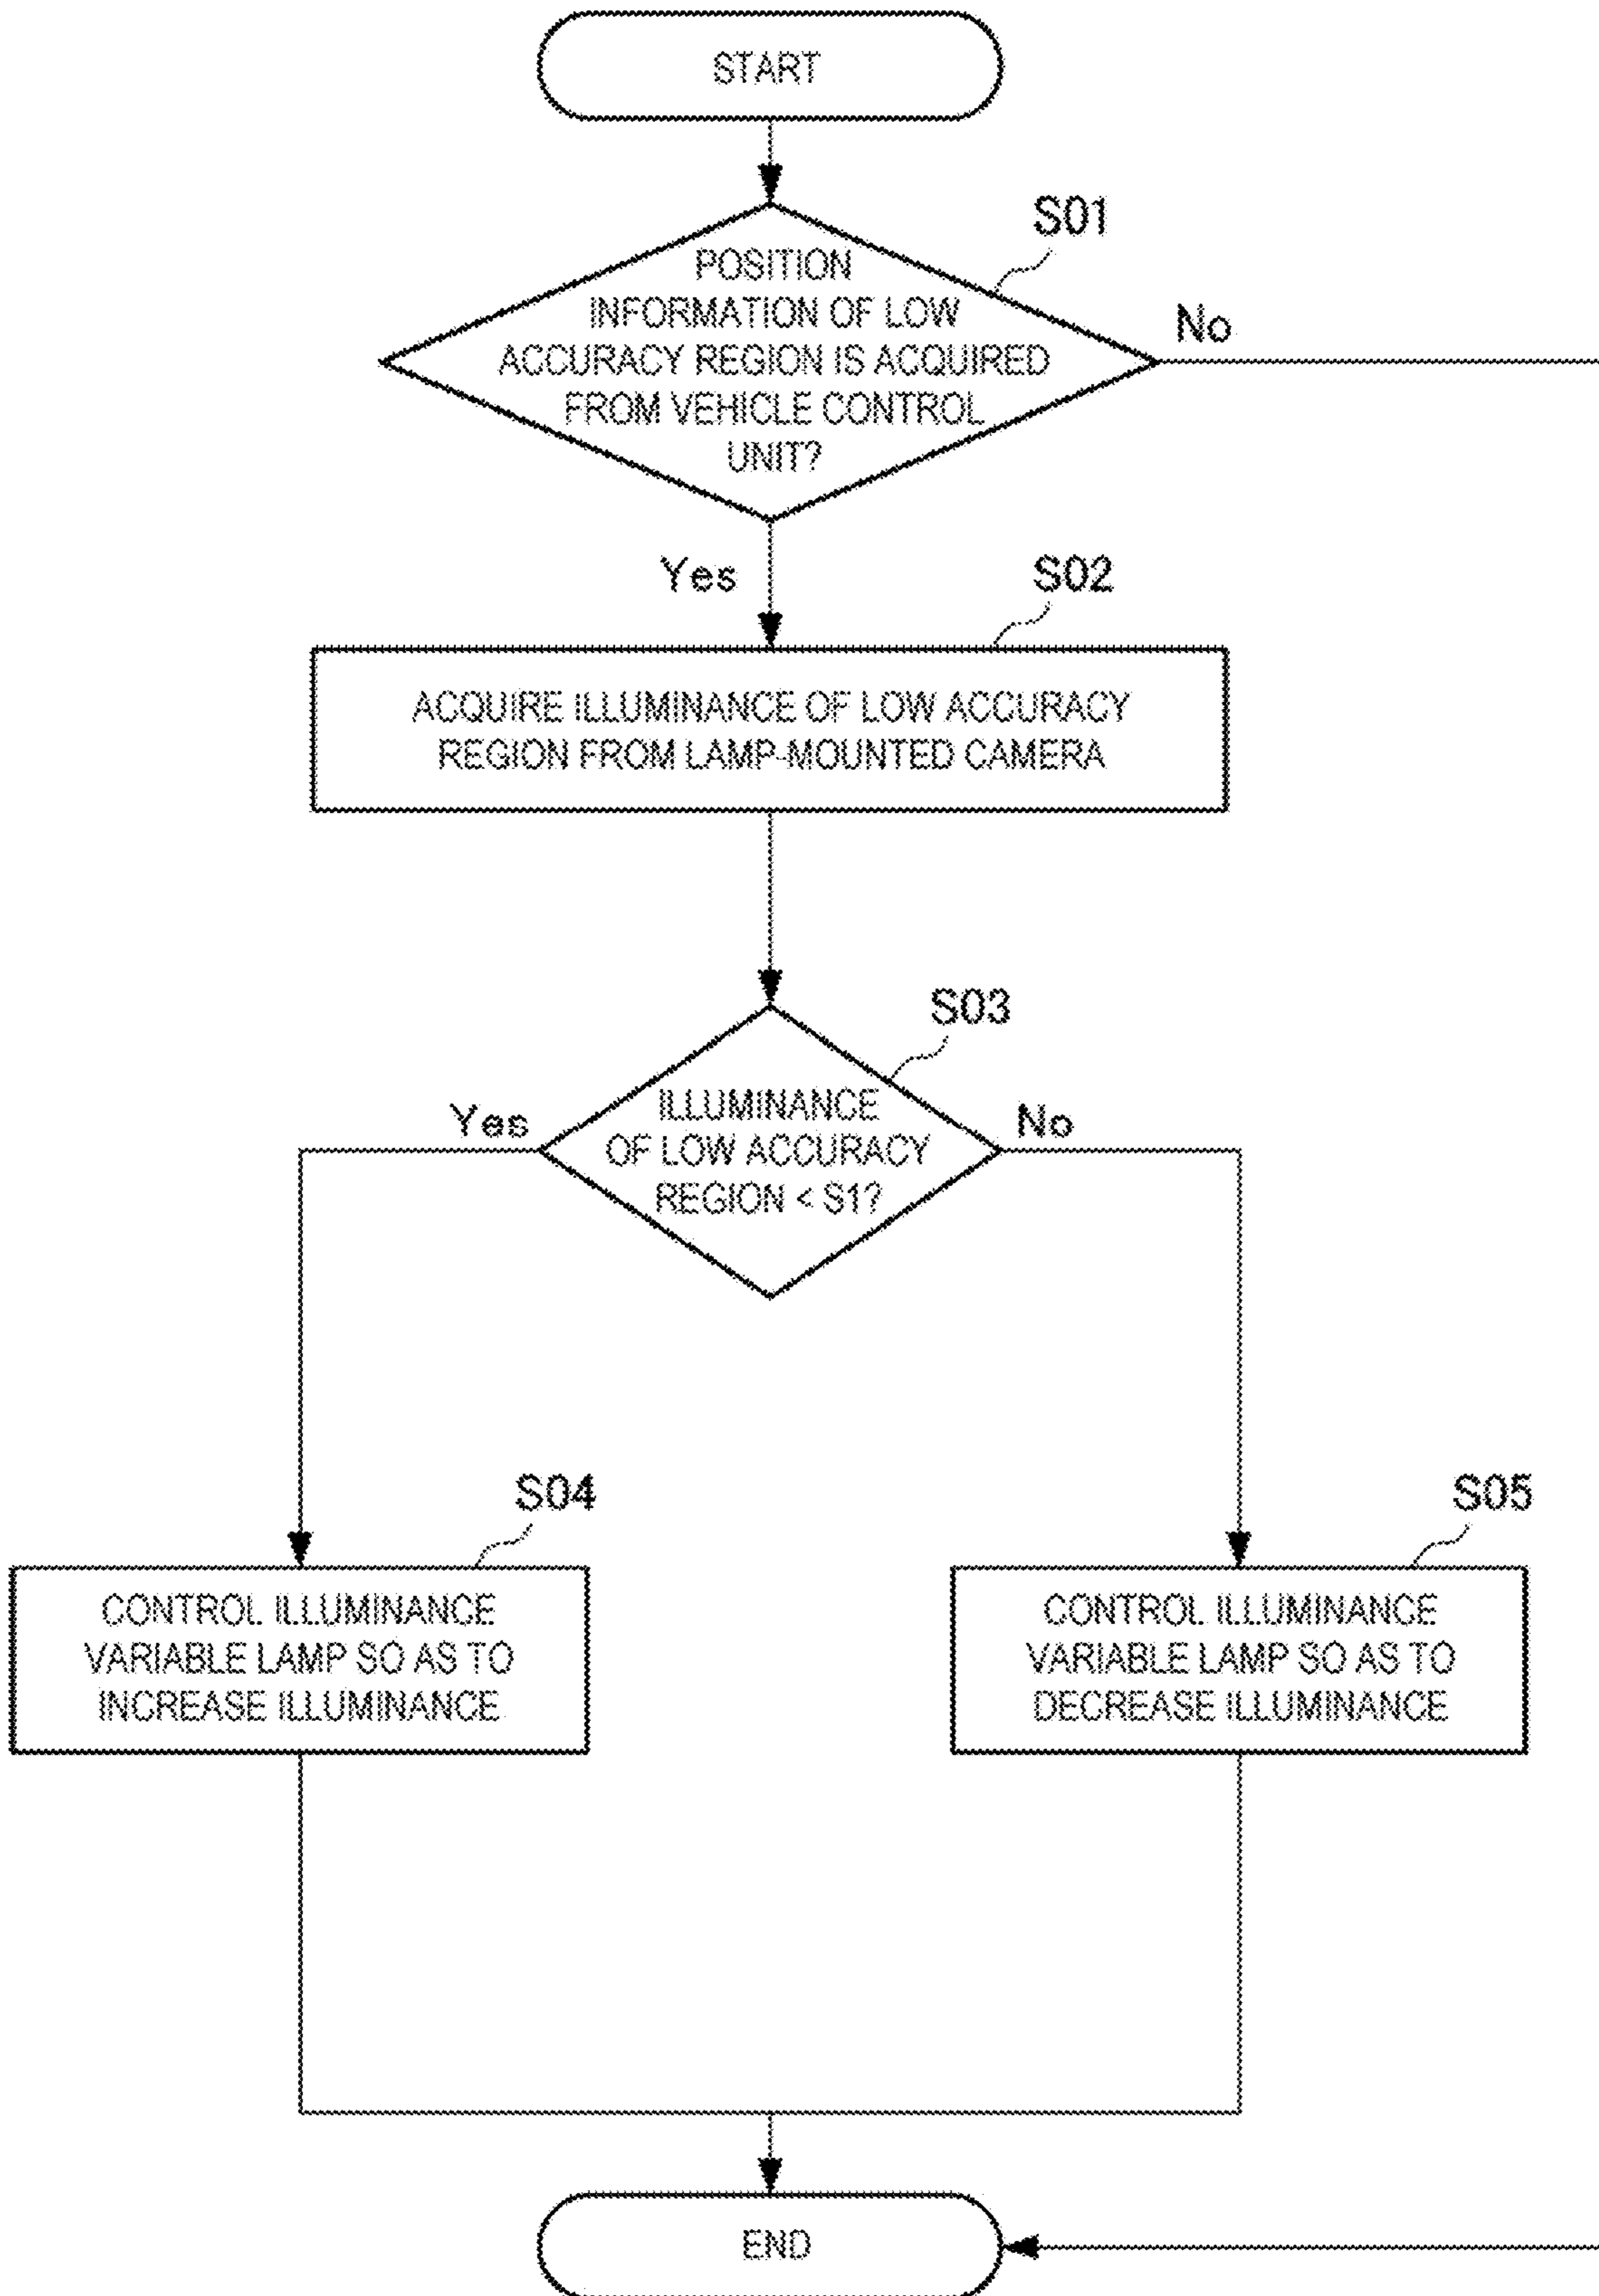 START
S01
POSITION
INFORMATION OF LOW
ACCURACY REGION IS ACQUIRED
FROM VEHICLE CONTROL
UNIT?
No
Yes
S02
ACQUIRE ILLUMINANCE OF LOW ACCURACY
REGION FROM LAMP-MOUNTED CAMERA
S03
ILLUMINANCE
OF LOW ACCURACY
REGION < S1?
Yes
No
S04
CONTROL ILLUMINANCE
VARIABLE LAMP SO AS TO
INCREASE ILLUMINANCE
S05
CONTROL ILLUMINANCE
VARIABLE LAMP SO AS TO
DECREASE ILLUMINANCE
END